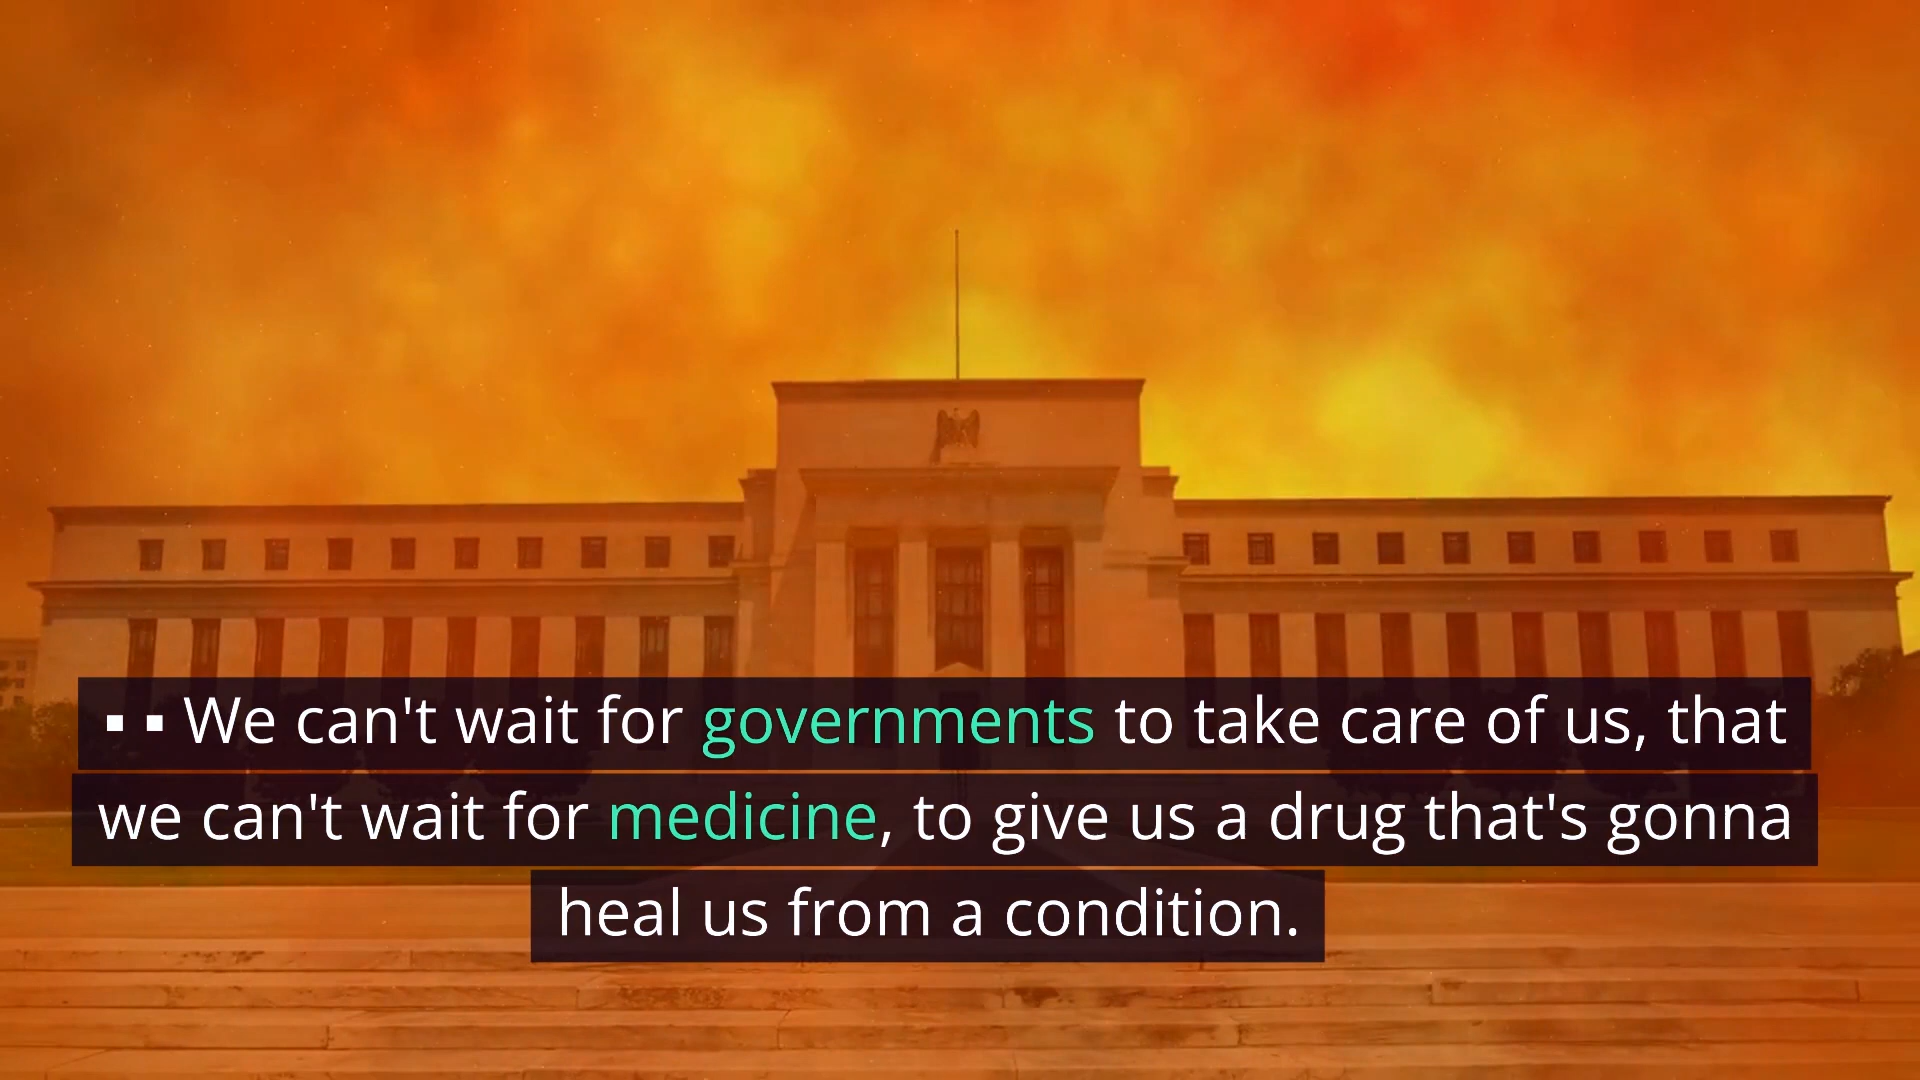 ▪ ▪ We can't wait for governments to take care of us, that
we can't wait for medicine, to give us a drug that's gonna
heal us from a condition.